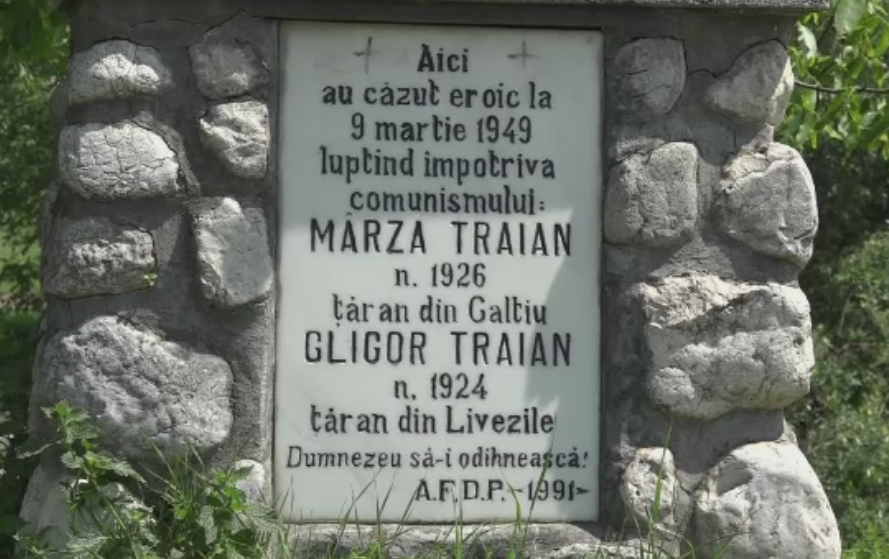 Aici
au căzut eroic la
9 martie 1949
luptind impotriva
comunismului:
MÂRZA TRAIAN
n. 1926
țăran din Galtiu
GLIGOR TRAIAN
n. 1924
țăran din Livezile
Dumnezeu să-i odihnească!
A.F.D.P. -1991-